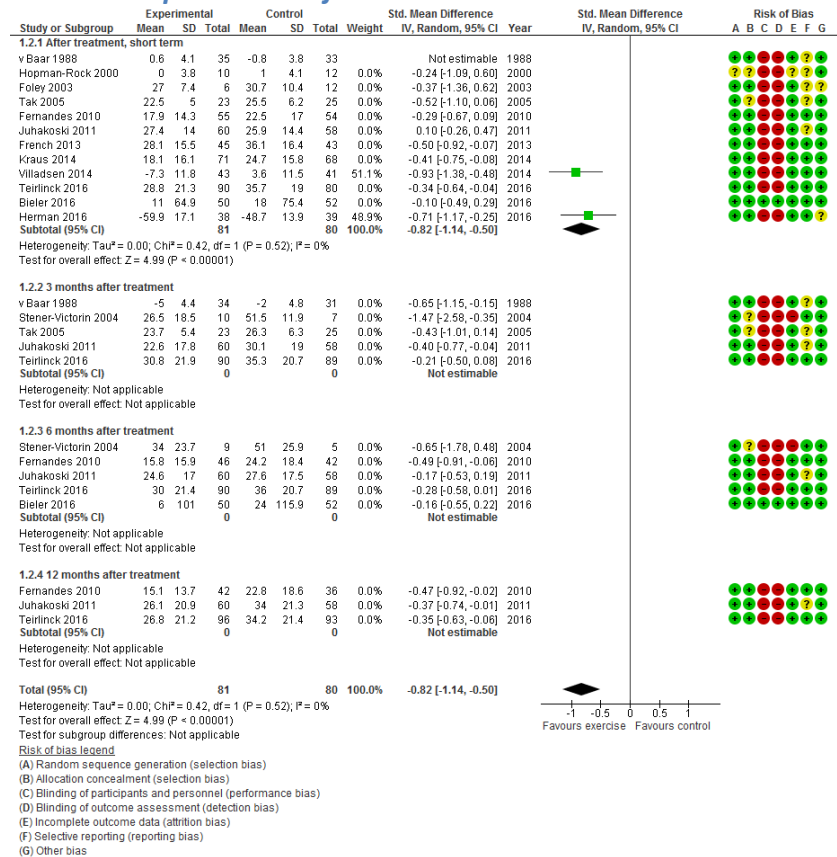 Experimental Control Std. Mean Difference Std. Mean Difference Risk of Bias
Study or Subgroup Mean SD Total Mean SD Total Weight IV, Random, 95% CI Year IV, Random, 95% CI A B C D E F G
1.2.1 After treatment, short term
v Baar 1988 0.6 4.1 35 -0.8 3.8 33 Not estimable 1988 + + - - + ? +
Hopman-Rock 2000 0 3.8 10 1 4.1 12 0.0% -0.24 [-1.09, 0.60] 2000 ? ? - - ? ? ?
Foley 2003 27 7.4 6 30.7 10.4 12 0.0% -0.37 [-1.36, 0.62] 2003 + + - - + ? ?
Tak 2005 22.5 5 23 25.5 6.2 25 0.0% -0.52 [-1.10, 0.06] 2005 + ? - - + ? +
Fernandes 2010 17.9 14.3 55 22.5 17 54 0.0% -0.29 [-0.67, 0.09] 2010 + + - - + + +
Juhakoski 2011 27.4 14 60 25.9 14.4 58 0.0% 0.10 [-0.26, 0.47] 2011 + + - - + ? +
French 2013 28.1 15.5 45 36.1 16.4 43 0.0% -0.50 [-0.92, -0.07] 2013 + + - - + + +
Kraus 2014 18.1 16.1 71 24.7 15.8 68 0.0% -0.41 [-0.75, -0.08] 2014 + + - - + + +
Villadsen 2014 -7.3 11.8 43 3.6 11.5 41 51.1% -0.93 [-1.38, -0.48] 2014 + + - - + + +
Teirlinck 2016 28.8 21.3 90 35.7 19 80 0.0% -0.34 [-0.64, -0.04] 2016 + + - - + + +
Bieler 2016 11 64.9 50 18 75.4 52 0.0% -0.10 [-0.49, 0.29] 2016 + + - + + + +
Herman 2016 -59.9 17.1 38 -48.7 13.9 39 48.9% -0.71 [-1.17, -0.25] 2016 + + - - + + ?
Subtotal (95% CI) 81 80 100.0% -0.82 [-1.14, -0.50]
Heterogeneity: Tau² = 0.00; Chi² = 0.42, df = 1 (P = 0.52); I² = 0%
Test for overall effect: Z = 4.99 (P < 0.00001)
1.2.2 3 months after treatment
v Baar 1988 -5 4.4 34 -2 4.8 31 0.0% -0.65 [-1.15, -0.15] 1988 + + - - + ? +
Stener-Victorin 2004 26.5 18.5 10 51.5 11.9 7 0.0% -1.47 [-2.58, -0.35] 2004 + ? - - - + +
Tak 2005 23.7 5.4 23 26.3 6.3 25 0.0% -0.43 [-1.01, 0.14] 2005 + ? - - + ? +
Juhakoski 2011 22.6 17.8 60 30.1 19 58 0.0% -0.40 [-0.77, -0.04] 2011 + + - - + ? +
Teirlinck 2016 30.8 21.9 90 35.3 20.7 89 0.0% -0.21 [-0.50, 0.08] 2016 + + - - + + +
Subtotal (95% CI) 0 0 Not estimable
Heterogeneity: Not applicable
Test for overall effect: Not applicable
1.2.3 6 months after treatment
Stener-Victorin 2004 34 23.7 9 51 25.9 5 0.0% -0.65 [-1.78, 0.48] 2004 + ? - - - + +
Fernandes 2010 15.8 15.9 46 24.2 18.4 42 0.0% -0.49 [-0.91, -0.06] 2010 + + - - + + +
Juhakoski 2011 24.6 17 60 27.6 17.5 58 0.0% -0.17 [-0.53, 0.19] 2011 + + - - + ? +
Teirlinck 2016 30 21.4 90 36 20.7 89 0.0% -0.28 [-0.58, 0.01] 2016 + + - - + + +
Bieler 2016 6 101 50 24 115.9 52 0.0% -0.16 [-0.55, 0.22] 2016 + + - + + + +
Subtotal (95% CI) 0 0 Not estimable
Heterogeneity: Not applicable
Test for overall effect: Not applicable
1.2.4 12 months after treatment
Fernandes 2010 15.1 13.7 42 22.8 18.6 36 0.0% -0.47 [-0.92, -0.02] 2010 + + - - + + +
Juhakoski 2011 26.1 20.9 60 34 21.3 58 0.0% -0.37 [-0.74, -0.01] 2011 + + - - + ? +
Teirlinck 2016 26.8 21.2 96 34.2 21.4 93 0.0% -0.35 [-0.63, -0.06] 2016 + + - - + + +
Subtotal (95% CI) 0 0 Not estimable
Heterogeneity: Not applicable
Test for overall effect: Not applicable
Total (95% CI) 81 80 100.0% -0.82 [-1.14, -0.50]
Heterogeneity: Tau² = 0.00; Chi² = 0.42, df = 1 (P = 0.52); I² = 0%
Test for overall effect: Z = 4.99 (P < 0.00001)
Test for subgroup differences: Not applicable
-1 -0.5 0 0.5 1
Favours exercise Favours control
Risk of bias legend
(A) Random sequence generation (selection bias)
(B) Allocation concealment (selection bias)
(C) Blinding of participants and personnel (performance bias)
(D) Blinding of outcome assessment (detection bias)
(E) Incomplete outcome data (attrition bias)
(F) Selective reporting (reporting bias)
(G) Other bias